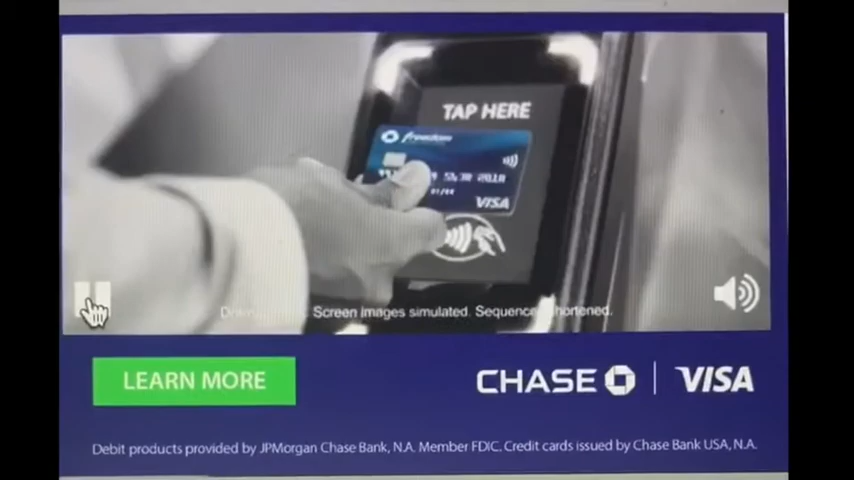 TAP HERE
freedom
VISA
Screen images simulated. Sequence shortened.
LEARN MORE
CHASE VISA
Debit products provided by JPMorgan Chase Bank, N.A. Member FDIC. Credit cards issued by Chase Bank USA, N.A.